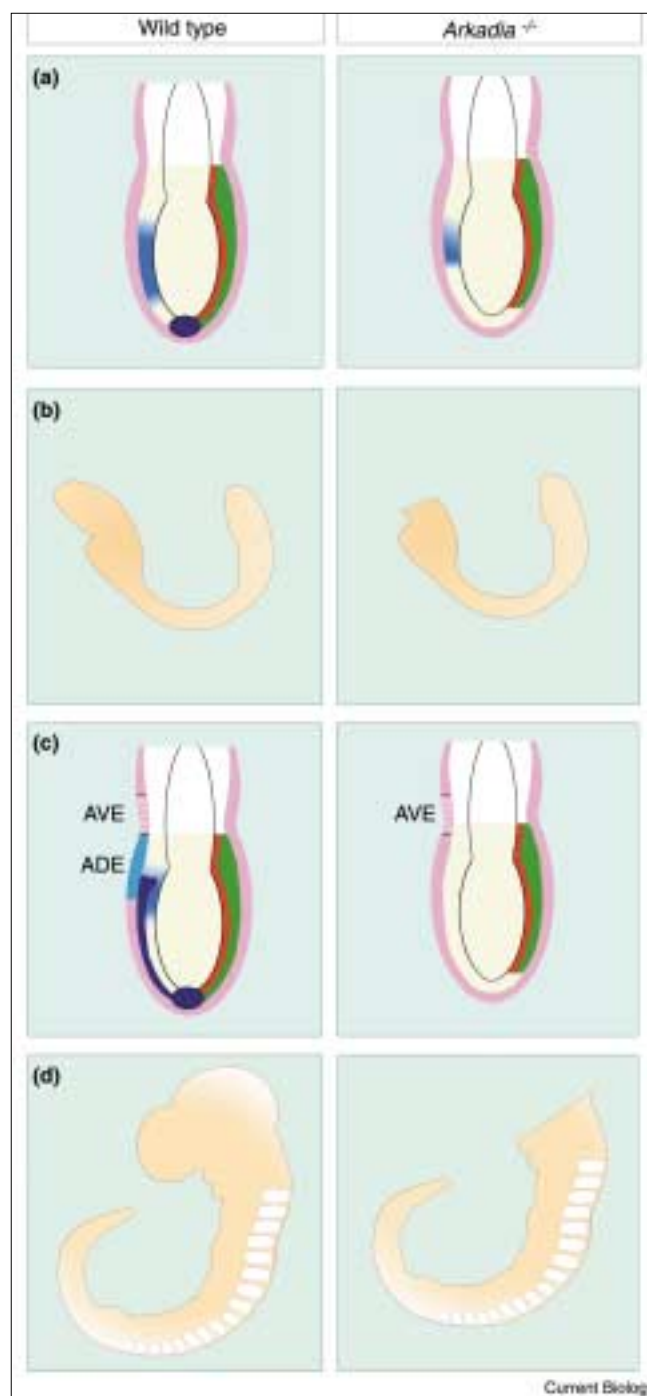 Wild type
Arkadia -/-
(a)
(b)
(c)
AVE
ADE
AVE
(d)
Current Biolog